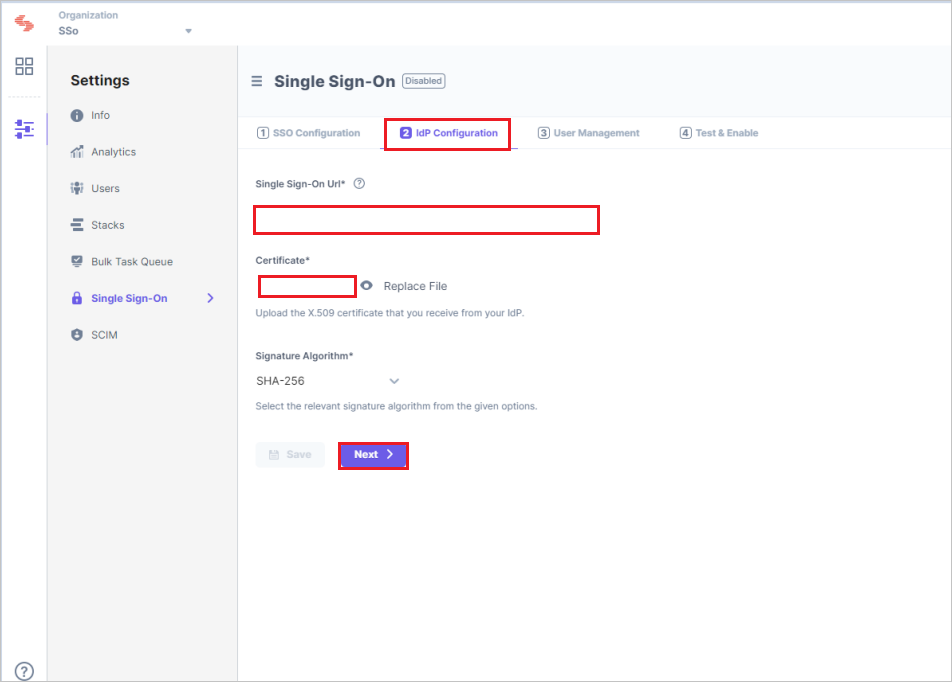 Organization
SSo
Settings
Info
Analytics
Users
Stacks
Bulk Task Queue
Single Sign-On
SCIM
Single Sign-On Disabled
1 SSO Configuration 2 IdP Configuration 3 User Management 4 Test & Enable
Single Sign-On Url* ?
Certificate*
Replace File
Upload the X.509 certificate that you receive from your IdP.
Signature Algorithm*
SHA-256
Select the relevant signature algorithm from the given options.
Save Next
?